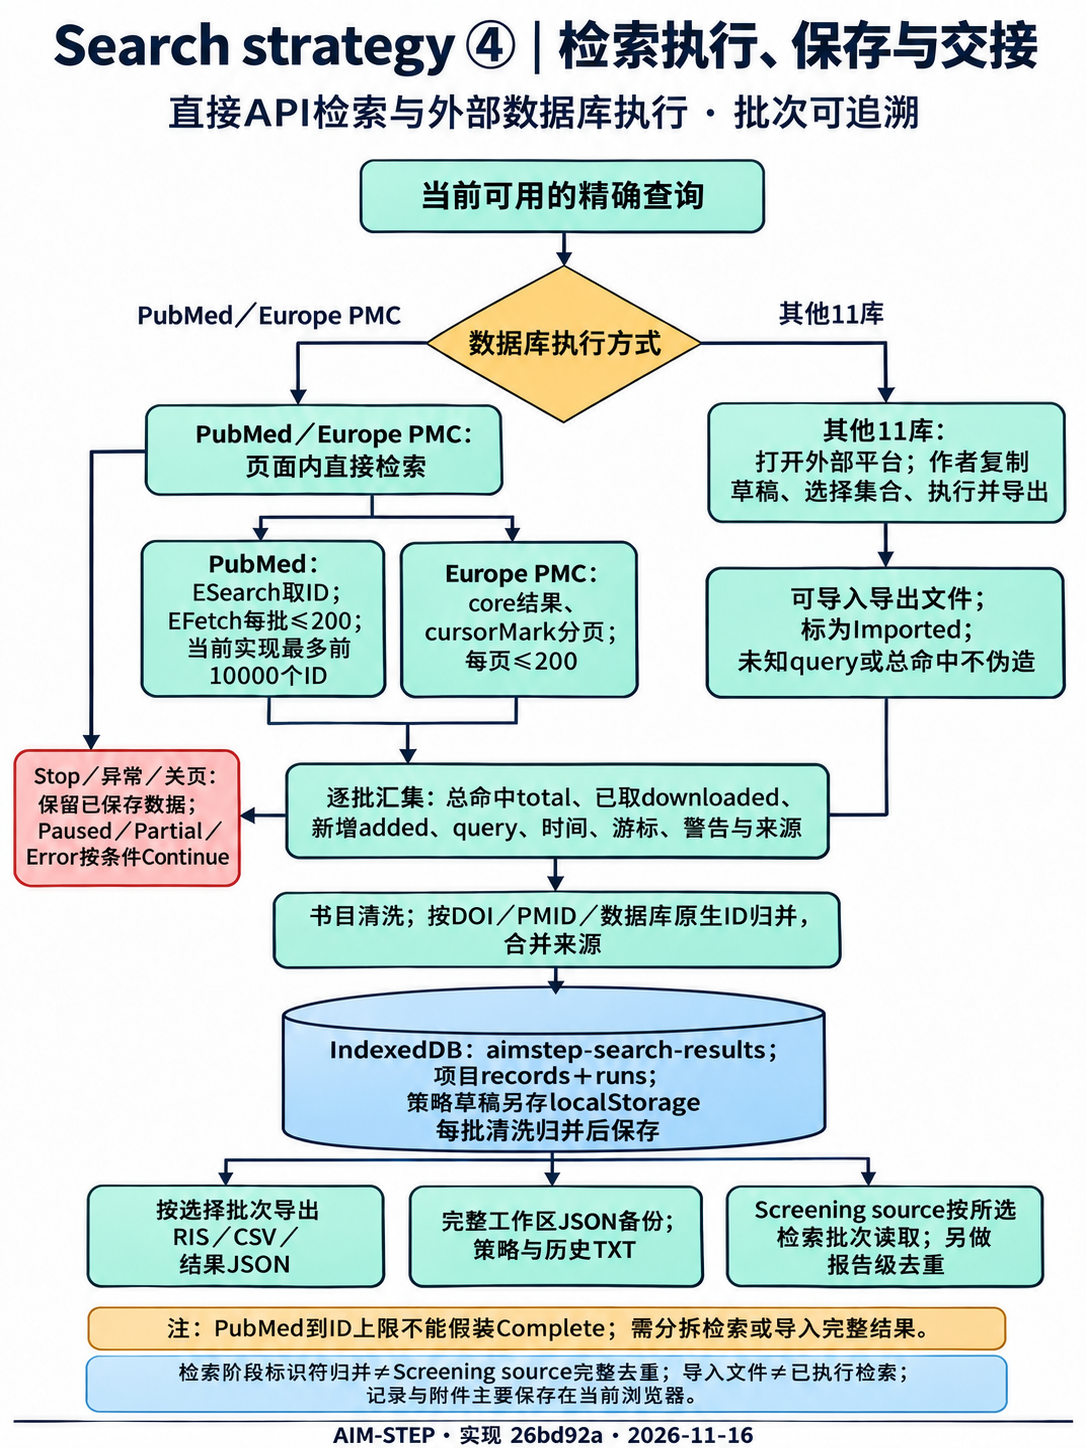 Search strategy ④ | 检索执行、保存与交接
直接API检索与外部数据库执行 · 批次可追溯
当前可用的精确查询
PubMed／Europe PMC
其他11库
数据库执行方式
PubMed／Europe PMC：
页面内直接检索
其他11库：
打开外部平台；作者复制
草稿、选择集合、执行并导出
PubMed：
ESearch取ID；
EFetch每批≤200；
当前实现最多前
10000个ID
Europe PMC：
core结果、
cursorMark分页；
每页≤200
可导入导出文件；
标为Imported；
未知query或总命中不伪造
Stop／异常／关页：
保留已保存数据；
Paused／Partial／
Error按条件Continue
逐批汇集：总命中total、已取downloaded、
新增added、query、时间、游标、警告与来源
书目清洗；按DOI／PMID／数据库原生ID归并，
合并来源
IndexedDB：aimstep-search-results；
项目records＋runs；
策略草稿另存localStorage
每批清洗归并后保存
按选择批次导出
RIS／CSV／
结果JSON
完整工作区JSON备份；
策略与历史TXT
Screening source按所选
检索批次读取；另做
报告级去重
注：PubMed到ID上限不能假装Complete；需分拆检索或导入完整结果。
检索阶段标识符归并≠Screening source完整去重；导入文件≠已执行检索；
记录与附件主要保存在当前浏览器。
AIM-STEP · 实现 26bd92a · 2026-11-16